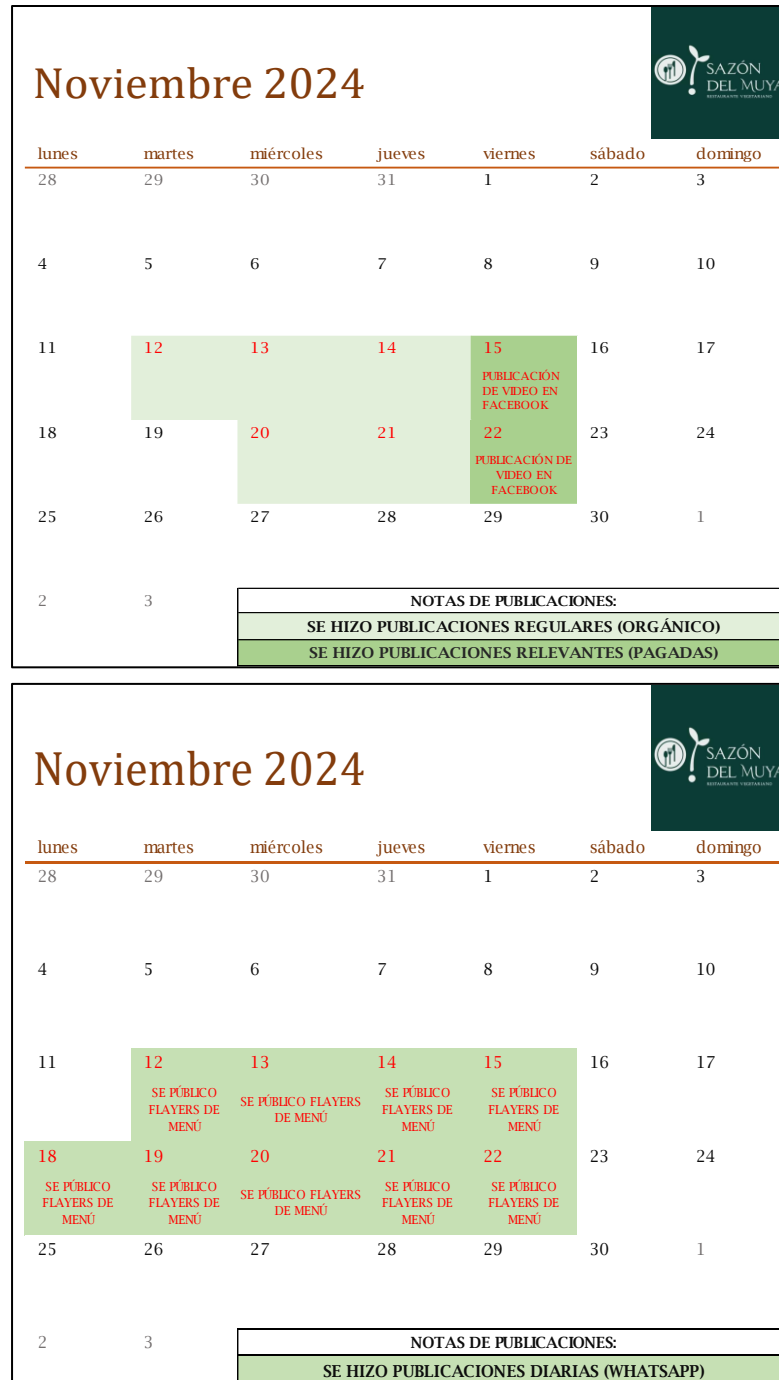 Noviembre 2024
SAZÓN
DEL MUYA
RESTAURANTE VEGETARIANO
lunes martes miércoles jueves viernes sábado domingo
28 29 30 31 1 2 3
4 5 6 7 8 9 10
11 12 13 14 15 16 17
PUBLICACIÓN
DE VIDEO EN
FACEBOOK
18 19 20 21 22 23 24
PUBLICACIÓN DE
VIDEO EN
FACEBOOK
25 26 27 28 29 30 1
2 3
NOTAS DE PUBLICACIONES:
SE HIZO PUBLICACIONES REGULARES (ORGÁNICO)
SE HIZO PUBLICACIONES RELEVANTES (PAGADAS)
Noviembre 2024
SAZÓN
DEL MUYA
RESTAURANTE VEGETARIANO
lunes martes miércoles jueves viernes sábado domingo
28 29 30 31 1 2 3
4 5 6 7 8 9 10
11 12 13 14 15 16 17
SE PÚBLICO FLAYERS DE MENÚ
SE PÚBLICO FLAYERS DE MENÚ
SE PÚBLICO FLAYERS DE MENÚ
SE PÚBLICO FLAYERS DE MENÚ
18 19 20 21 22 23 24
SE PÚBLICO FLAYERS DE MENÚ
SE PÚBLICO FLAYERS DE MENÚ
SE PÚBLICO FLAYERS DE MENÚ
SE PÚBLICO FLAYERS DE MENÚ
SE PÚBLICO FLAYERS DE MENÚ
25 26 27 28 29 30 1
2 3
NOTAS DE PUBLICACIONES:
SE HIZO PUBLICACIONES DIARIAS (WHATSAPP)